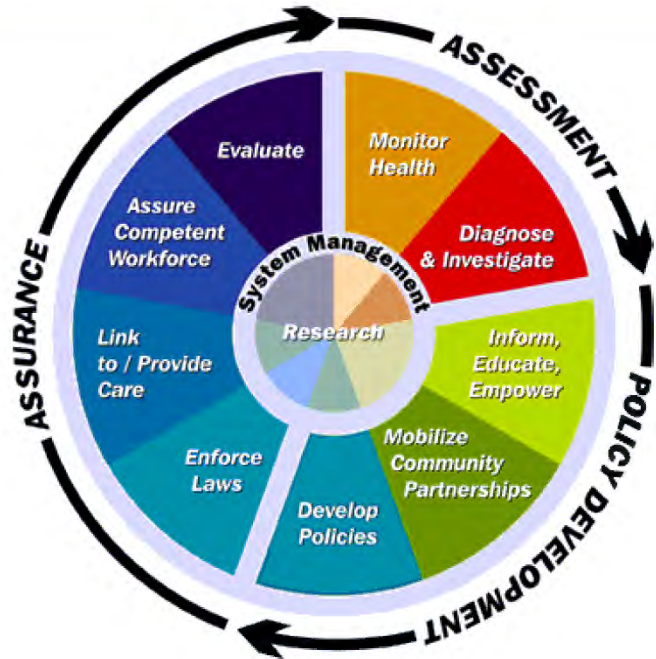 ASSESSMENT
POLICY DEVELOPMENT
ASSURANCE
Monitor
Health
Diagnose
& Investigate
Inform,
Educate,
Empower
Mobilize
Community
Partnerships
Develop
Policies
Enforce
Laws
Link
to / Provide
Care
Assure
Competent
Workforce
Evaluate
System Management
Research